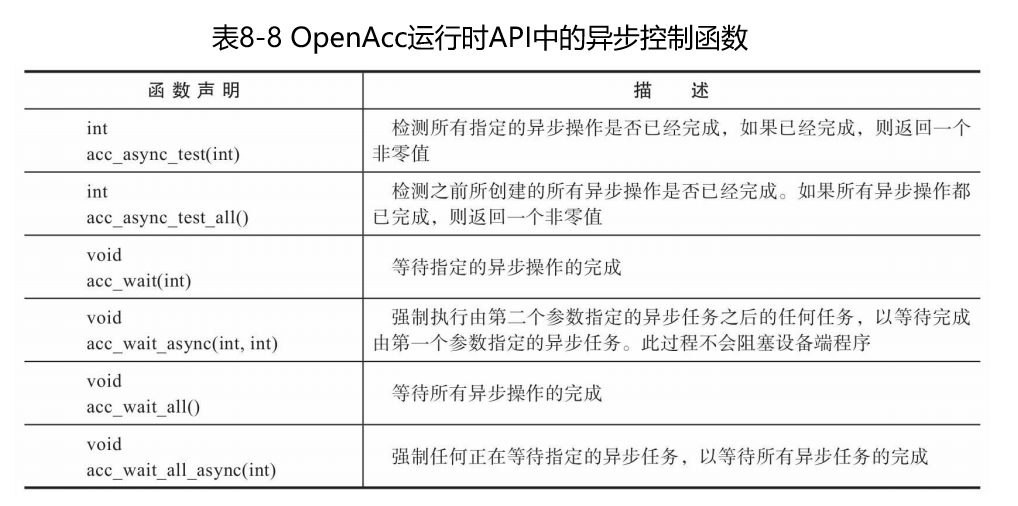 表8-8 OpenAcc运行时API中的异步控制函数
函数声明 描 述
int
acc_async_test(int)
检测所有指定的异步操作是否已经完成，如果已经完成，则返回一个
非零值
int
acc_async_test_all()
检测之前所创建的所有异步操作是否已经完成。如果所有异步操作都
已完成，则返回一个非零值
void
acc_wait(int)
等待指定的异步操作的完成
void
acc_wait_async(int, int)
强制执行由第二个参数指定的异步任务之后的任何任务，以等待完成
由第一个参数指定的异步任务。此过程不会阻塞设备端程序
void
acc_wait_all()
等待所有异步操作的完成
void
acc_wait_all_async(int)
强制任何正在等待指定的异步任务，以等待所有异步任务的完成